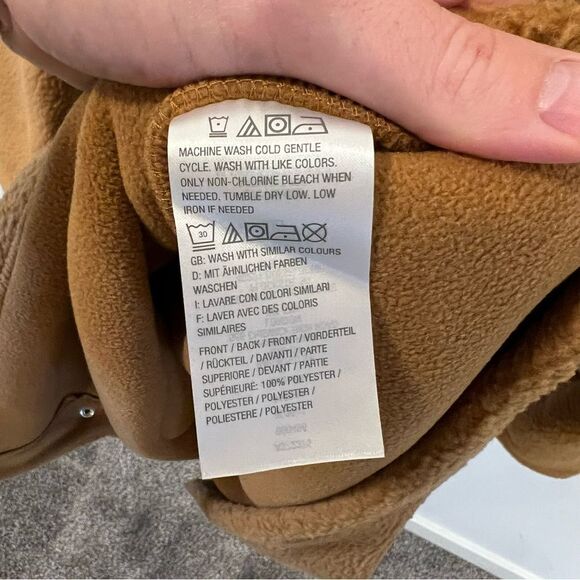 MACHINE WASH COLD GENTLE
CYCLE. WASH WITH LIKE COLORS.
ONLY NON-CHLORINE BLEACH WHEN
NEEDED. TUMBLE DRY LOW. LOW
IRON IF NEEDED
30
GB: WASH WITH SIMILAR COLOURS
D: MIT ÄHNLICHEN FARBEN
WASCHEN
I: LAVARE CON COLORI SIMILARI
F: LAVER AVEC DES COLORIS
SIMILAIRES
FRONT / BACK / FRONT / VORDERTEIL
/ RÜCKTEIL / DAVANTI / PARTE
SUPERIORE / DEVANT / PARTIE
SUPÉRIEURE: 100% POLYESTER /
POLYESTER / POLYESTER /
POLIESTERE / POLYESTER